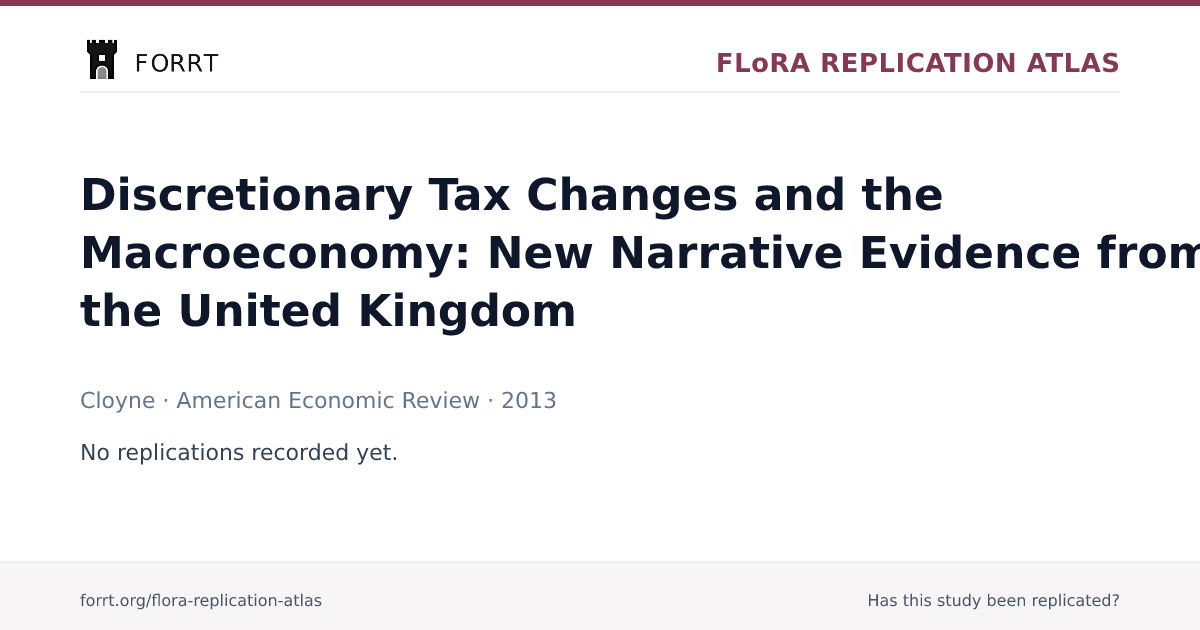 FORRT
FLoRA REPLICATION ATLAS
Discretionary Tax Changes and the
Macroeconomy: New Narrative Evidence from
the United Kingdom
Cloyne · American Economic Review · 2013
No replications recorded yet.
forrt.org/flora-replication-atlas
Has this study been replicated?